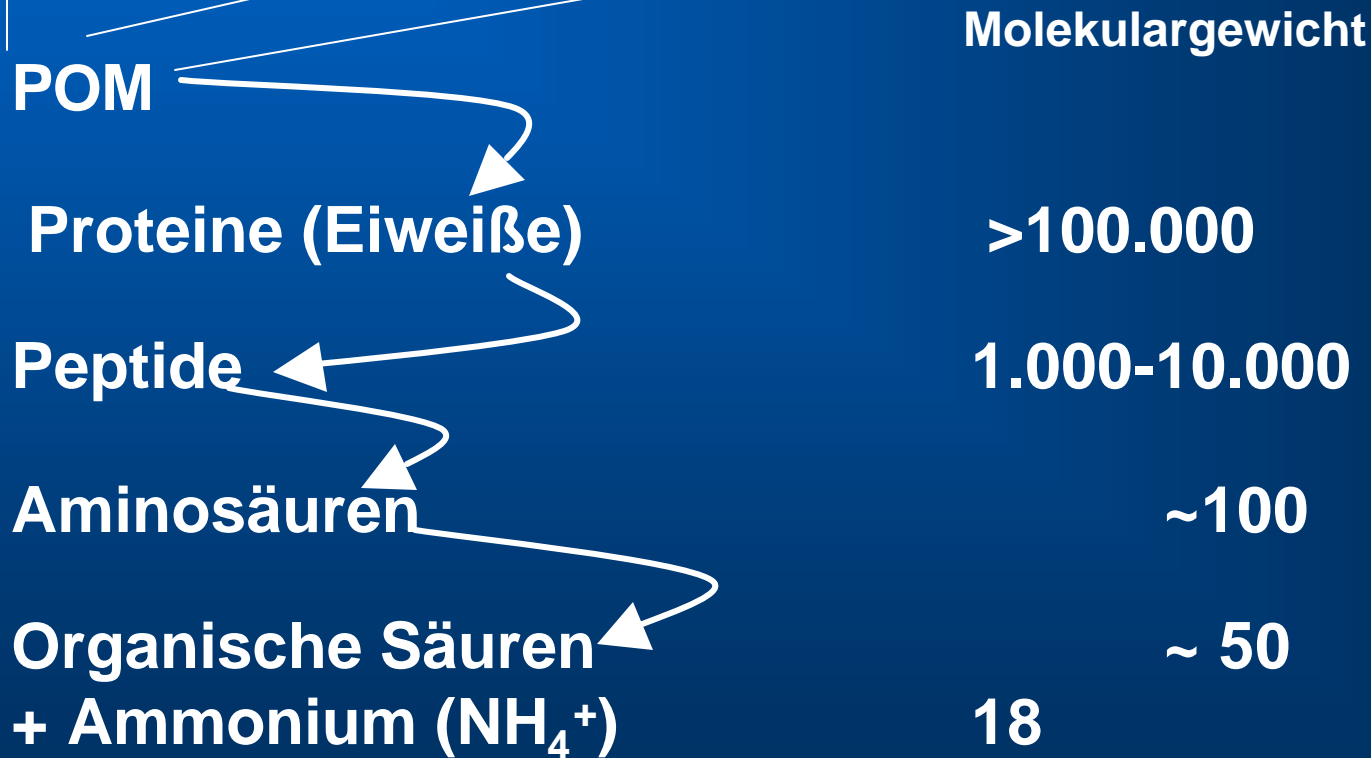 Molekulargewicht
POM
Proteine (Eiweiße) >100.000
Peptide 1.000-10.000
Aminosäuren ~100
Organische Säuren ~ 50
+ Ammonium (NH₄⁺) 18